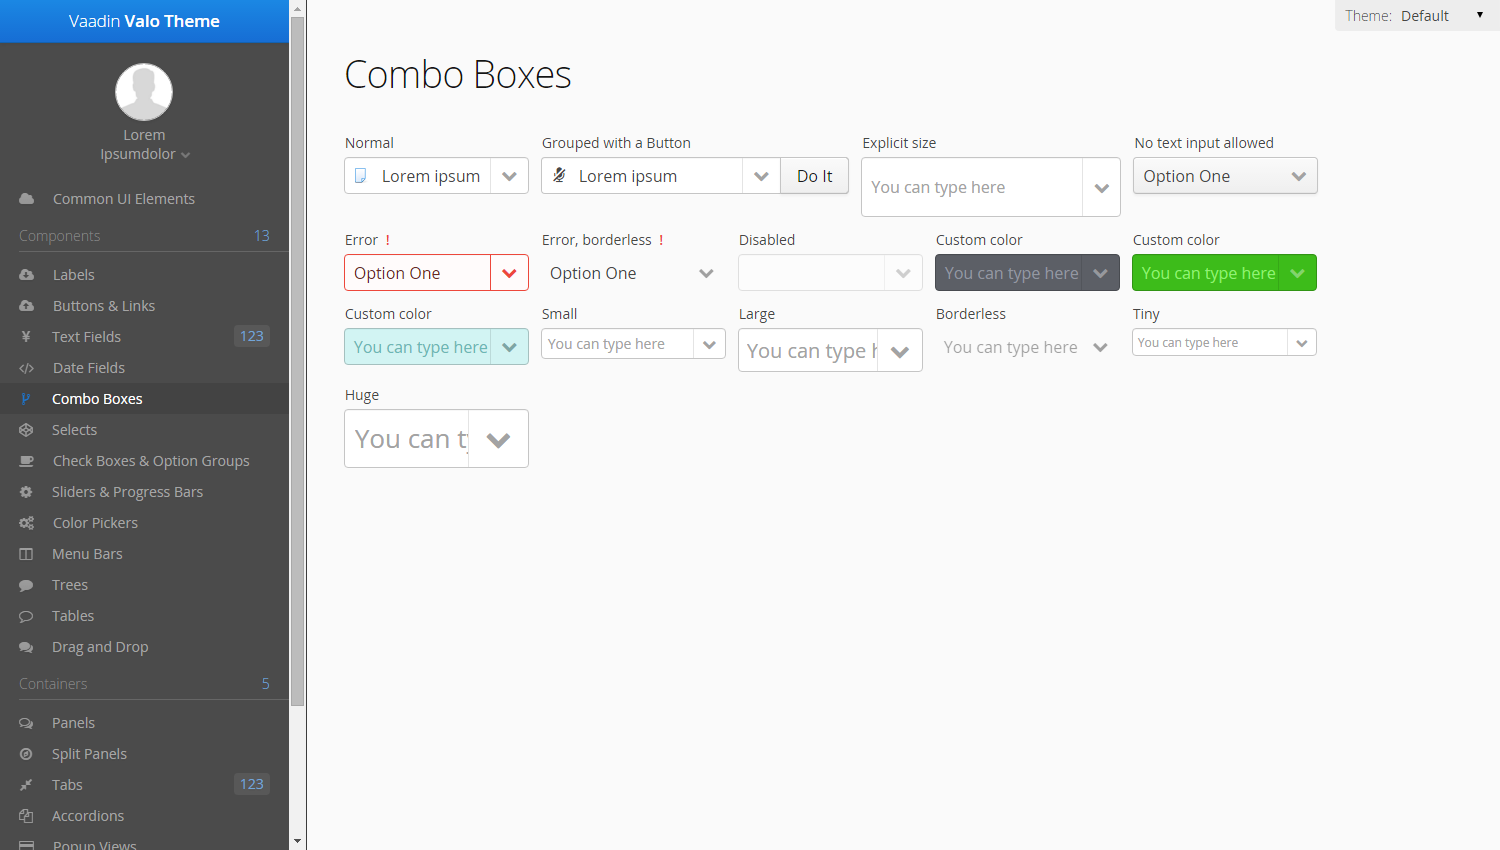 Vaadin Valo Theme
Lorem
Ipsumdolor
Common UI Elements
Components 13
Labels
Buttons & Links
Text Fields 123
Date Fields
Combo Boxes
Selects
Check Boxes & Option Groups
Sliders & Progress Bars
Color Pickers
Menu Bars
Trees
Tables
Drag and Drop
Containers 5
Panels
Split Panels
Tabs 123
Accordions
Popup Views
Theme: Default
Combo Boxes
Normal Grouped with a Button Explicit size No text input allowed
Lorem ipsum Lorem ipsum Do It You can type here Option One
Error ! Error, borderless ! Disabled Custom color Custom color
Option One Option One You can type here You can type here
Custom color Small Large Borderless Tiny
You can type here You can type here You can type h You can type here You can type here
Huge
You can ty